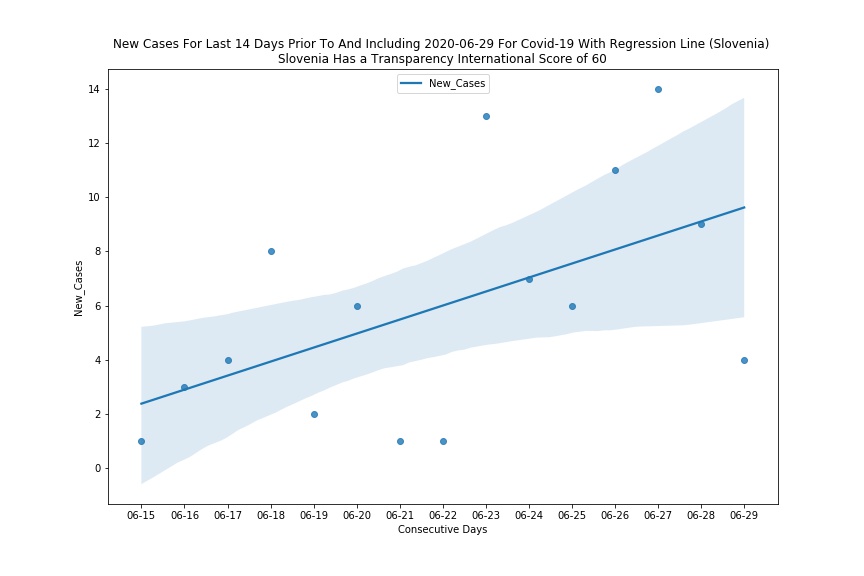 New Cases For Last 14 Days Prior To And Including 2020-06-29 For Covid-19 With Regression Line (Slovenia)
Slovenia Has a Transparency International Score of 60
New_Cases
14
12
10
8
6
4
2
0
New_Cases
06-15 06-16 06-17 06-18 06-19 06-20 06-21 06-22 06-23 06-24 06-25 06-26 06-27 06-28 06-29
Consecutive Days